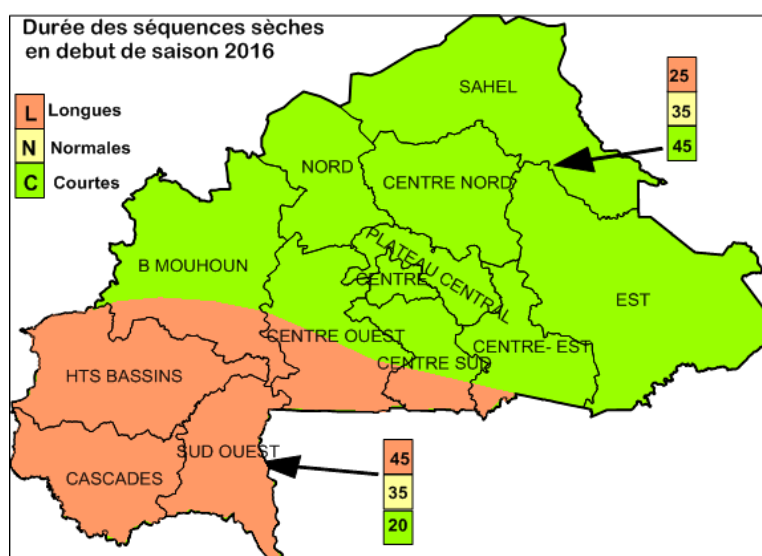 Durée des séquences sèches
en debut de saison 2016
L Longues
N Normales
C Courtes
25
35
45
SAHEL
NORD
CENTRE NORD
B MOUHOUN
PLATEAU CENTRAL
CENTRE
EST
CENTRE OUEST
CENTRE SUD
CENTRE- EST
HTS BASSINS
SUD OUEST
CASCADES
45
35
20